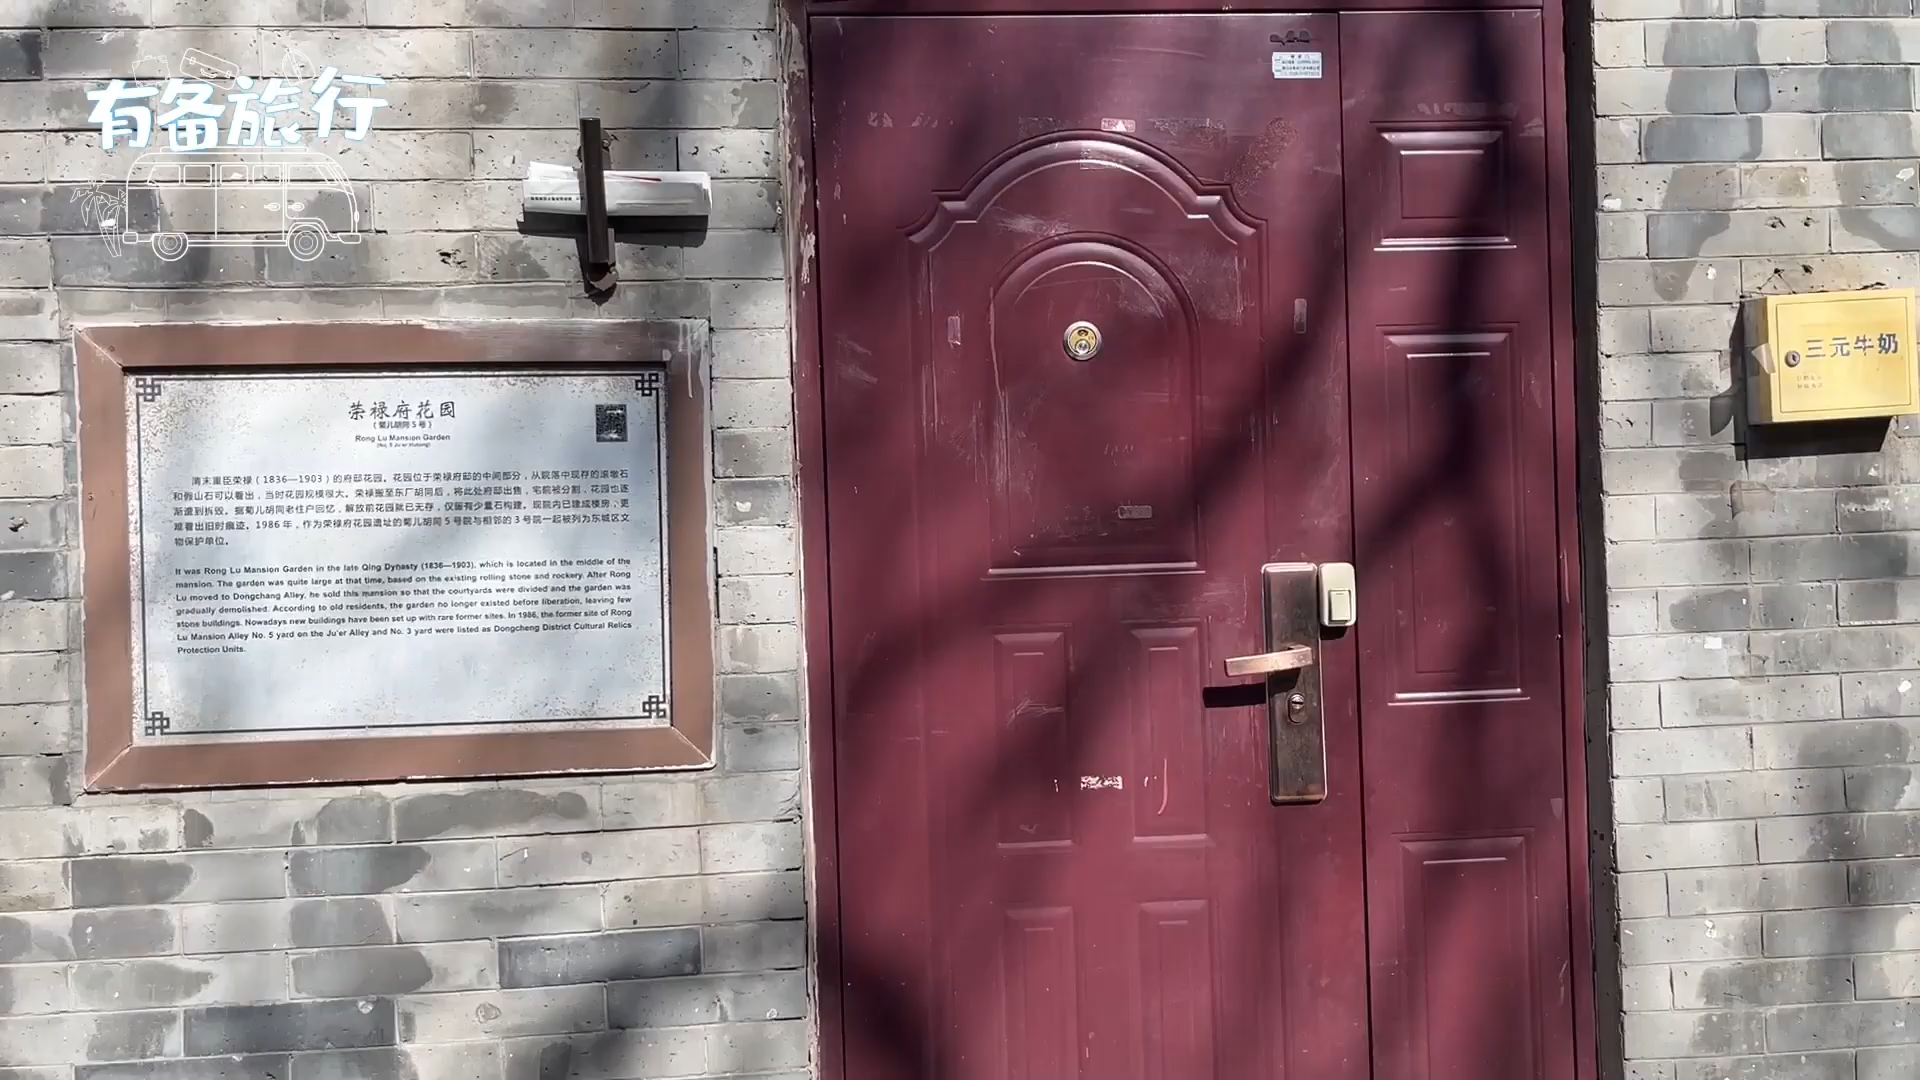 有备旅行
荣禄府花园
（菊儿胡同5号）
Rong Lu Mansion Garden
(No. 5 Ju'er Hutong)
清末重臣荣禄（1836—1903）的府邸花园。花园位于荣禄府邸的中间部分，从院落中现存的滚墩石
和假山石可以看出，当时花园规模很大。荣禄搬至东厂胡同后，将此处府邸出售，宅院被分割，花园也逐
渐遭到拆毁。据菊儿胡同老住户回忆，解放前花园就已无存，仅留有少量石构建。现院内已建成楼房，更
难看出旧时痕迹。1986年，作为荣禄府花园遗址的菊儿胡同5号院与相邻的3号院一起被列为东城区文
物保护单位。
It was Rong Lu Mansion Garden in the late Qing Dynasty (1836—1903), which is located in the middle of the
mansion. The garden was quite large at that time, based on the existing rolling stone and rockery. After Rong
Lu moved to Dongchang Alley, he sold this mansion so that the courtyards were divided and the garden was
gradually demolished. According to old residents, the garden no longer existed before liberation, leaving few
stone buildings. Nowadays new buildings have been set up with rare former sites. In 1986, the former site of Rong
Lu Mansion Alley No. 5 yard on the Ju'er Alley and No. 3 yard were listed as Dongcheng District Cultural Relics
Protection Units.
三元牛奶